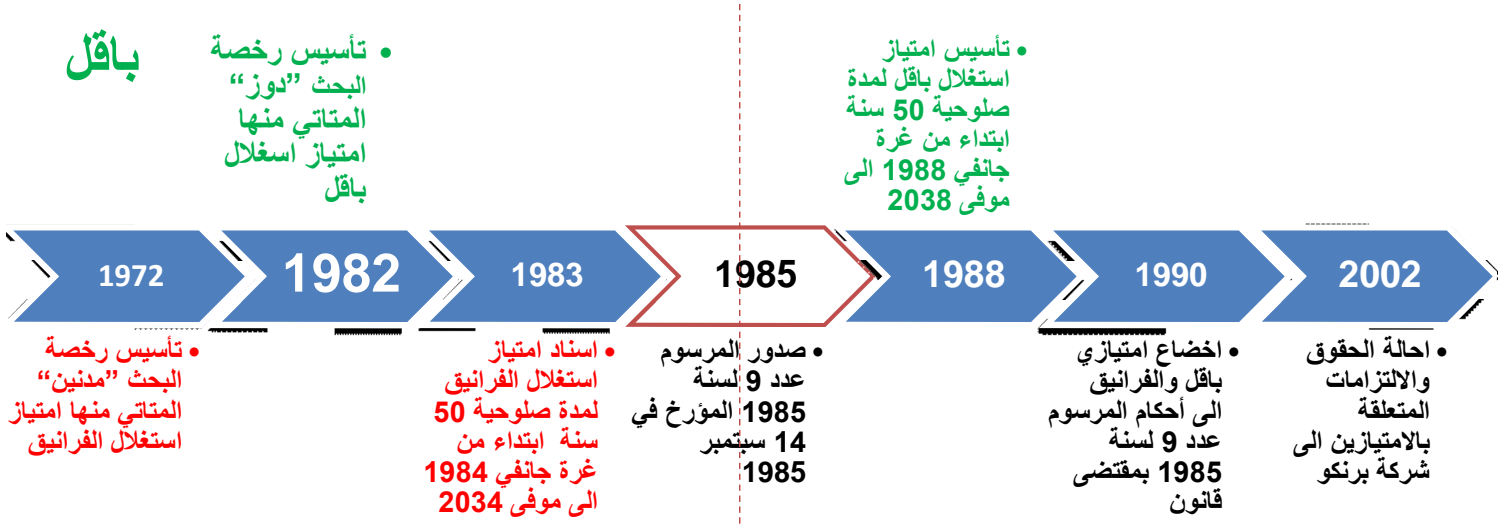 باقل
• تأسيس رخصة
البحث ”دوز“
المتاتي منها
امتياز اسغلال
باقل
• تأسيس امتياز
استغلال باقل لمدة
صلوحية 50 سنة
ابتداء من غرة
جانفي 1988 الى
موفى 2038
1972
1982
1983
1985
1988
1990
2002
• تأسيس رخصة
البحث ”مدنين“
المتاتي منها امتياز
استغلال الفرانيق
• اسناد امتياز
استغلال الفرانيق
لمدة صلوحية 50
سنة ابتداء من
غرة جانفي 1984
الى موفى 2034
• صدور المرسوم
عدد 9 لسنة
1985 المؤرخ في
14 سبتمبر
1985
• اخضاع امتيازي
باقل والفرانيق
الى أحكام المرسوم
عدد 9 لسنة
1985 بمقتضى
قانون
• احالة الحقوق
والالتزامات
المتعلقة
بالامتيازين الى
شركة برنكو